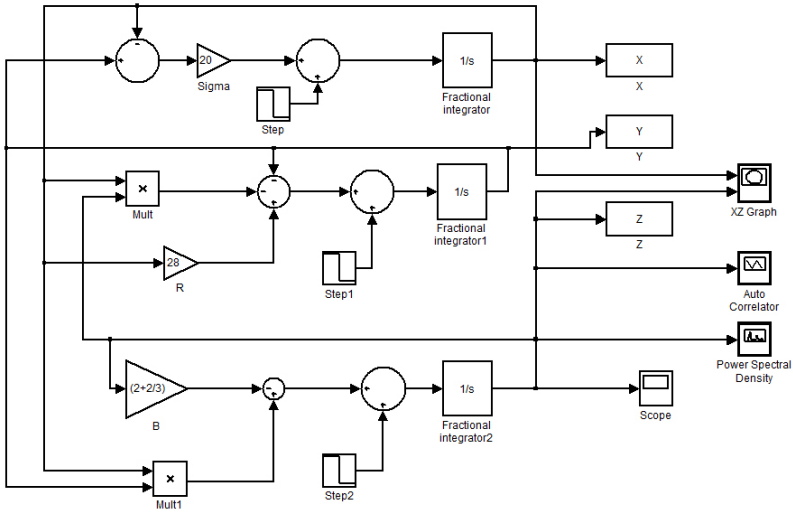 20
Sigma
Step
1/s
Fractional
integrator
X
X
Y
Y
×
Mult
28
R
Step1
1/s
Fractional
integrator1
XZ Graph
Z
Z
Auto
Correlator
Power Spectral
Density
(2+2/3)
B
1/s
Fractional
integrator2
Scope
×
Mult1
Step2